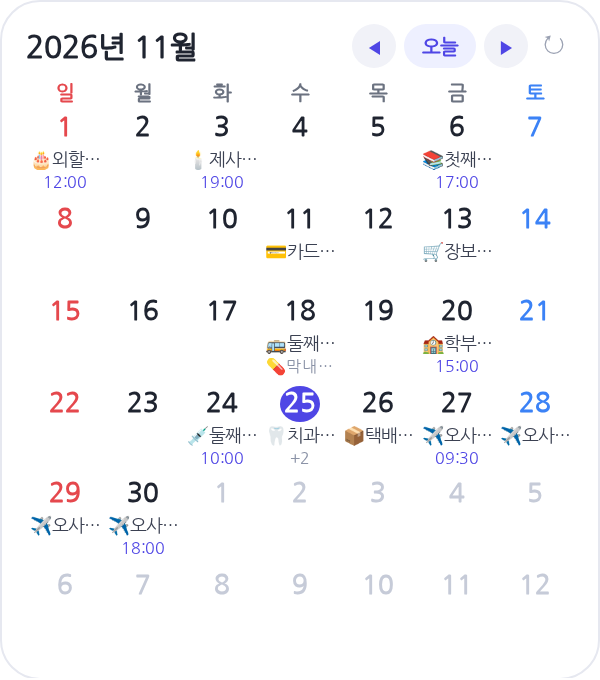 2026년 11월 ◀ 오늘 ▶
일 월 화 수 목 금 토
1 2 3 4 5 6 7
🎂외할… 🕯️제사… 📚첫째…
12:00 19:00 17:00
8 9 10 11 12 13 14
💳카드… 🛒장보…
15 16 17 18 19 20 21
🚌둘째… 🏫학부…
💊막내… 15:00
22 23 24 25 26 27 28
💉둘째… 🦷치과… 📦택배… ✈️오사… ✈️오사…
10:00 +2 09:30
29 30 1 2 3 4 5
✈️오사… ✈️오사…
18:00
6 7 8 9 10 11 12